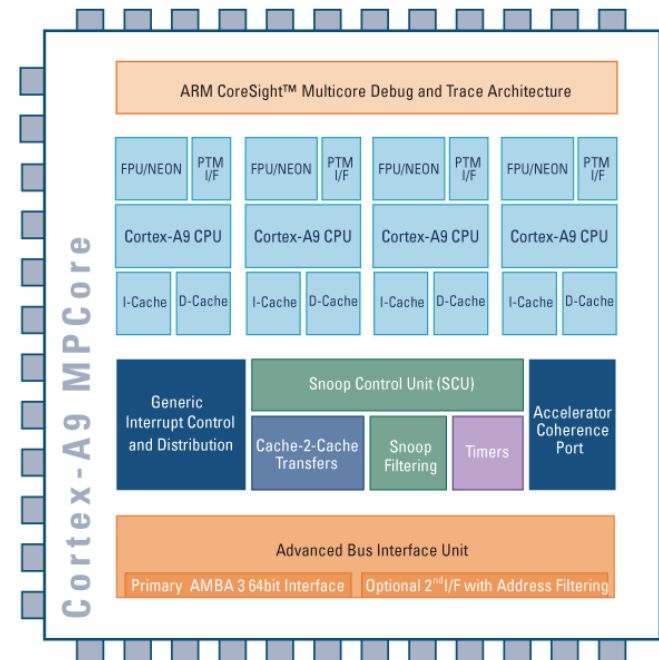 Cortex-A9 MPCore
ARM CoreSight™ Multicore Debug and Trace Architecture
FPU/NEON
PTM
I/F
FPU/NEON
PTM
I/F
FPU/NEON
PTM
I/F
FPU/NEON
PTM
I/F
Cortex-A9 CPU
Cortex-A9 CPU
Cortex-A9 CPU
Cortex-A9 CPU
I-Cache
D-Cache
I-Cache
D-Cache
I-Cache
D-Cache
I-Cache
D-Cache
Generic
Interrupt Control
and Distribution
Snoop Control Unit (SCU)
Cache-2-Cache
Transfers
Snoop
Filtering
Timers
Accelerator
Coherence
Port
Advanced Bus Interface Unit
Primary AMBA 3 64bit Interface
Optional 2nd I/F with Address Filtering